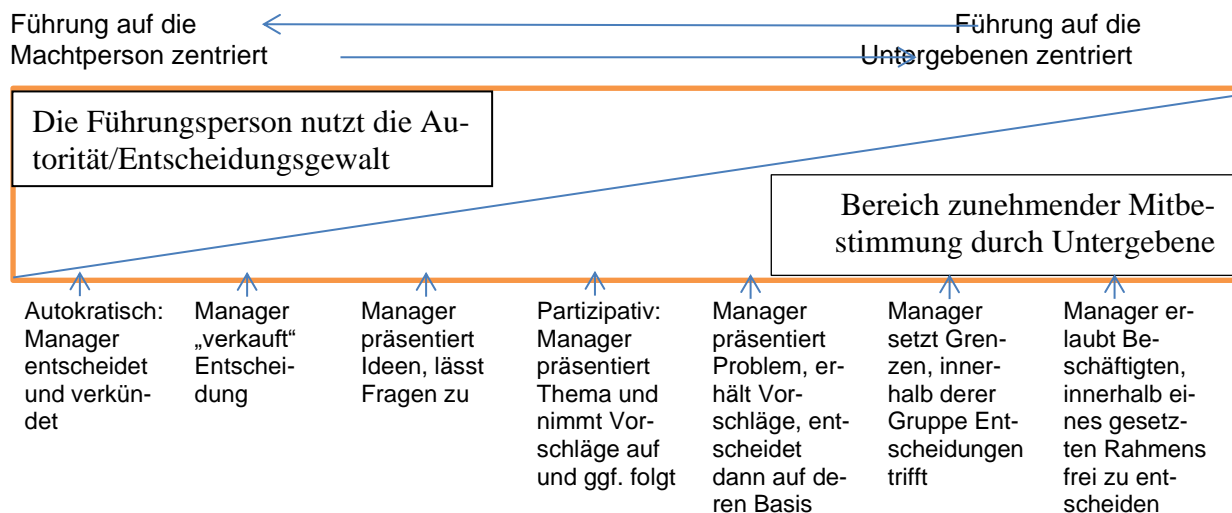 Führung auf die
Machtperson zentriert
Führung auf die
Untergebenen zentriert
Die Führungsperson nutzt die Au-
torität/Entscheidungsgewalt
Bereich zunehmender Mitbe-
stimmung durch Untergebene
Autokratisch:
Manager
entscheidet
und verkün-
det
Manager
„verkauft“
Entschei-
dung
Manager
präsentiert
Ideen, lässt
Fragen zu
Partizipativ:
Manager
präsentiert
Thema und
nimmt Vor-
schläge auf
und ggf. folgt
Manager
präsentiert
Problem, er-
hält Vor-
schläge, ent-
scheidet
dann auf de-
ren Basis
Manager
setzt Gren-
zen, inner-
halb derer
Gruppe Ent-
scheidungen
trifft
Manager er-
laubt Be-
schäftigten,
innerhalb ei-
nes gesetz-
ten Rahmens
frei zu ent-
scheiden